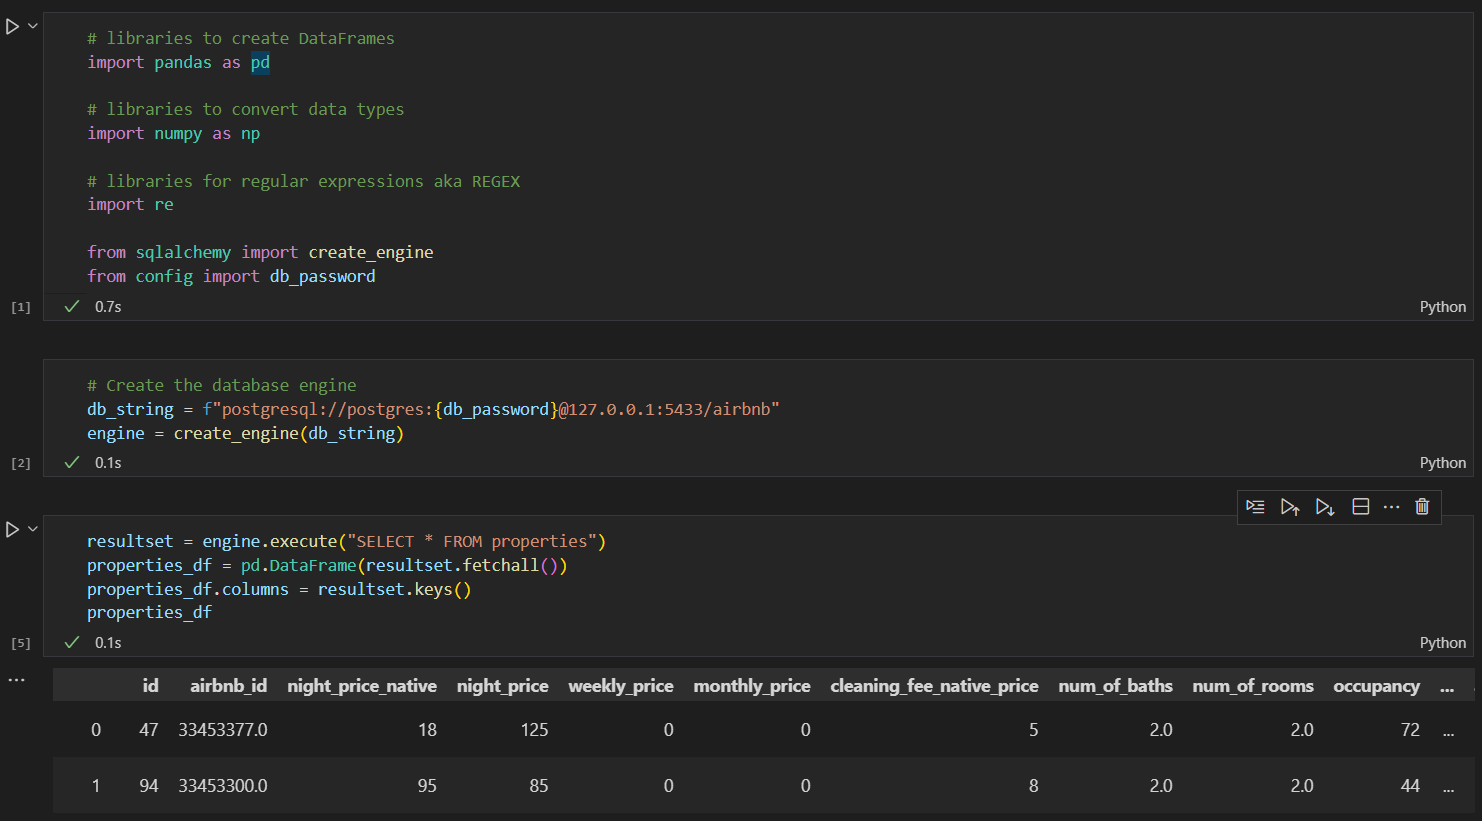 # libraries to create DataFrames
import pandas as pd
# libraries to convert data types
import numpy as np
# libraries for regular expressions aka REGEX
import re
from sqlalchemy import create_engine
from config import db_password
[1] 0.7s Python
# Create the database engine
db_string = f"postgresql://postgres:{db_password}@127.0.0.1:5433/airbnb"
engine = create_engine(db_string)
[2] 0.1s Python
resultset = engine.execute("SELECT * FROM properties")
properties_df = pd.DataFrame(resultset.fetchall())
properties_df.columns = resultset.keys()
properties_df
[5] 0.1s Python
... id airbnb_id night_price_native night_price weekly_price monthly_price cleaning_fee_native_price num_of_baths num_of_rooms occupancy ...
0 47 33453377.0 18 125 0 0 5 2.0 2.0 72 ...
1 94 33453300.0 95 85 0 0 8 2.0 2.0 44 ...